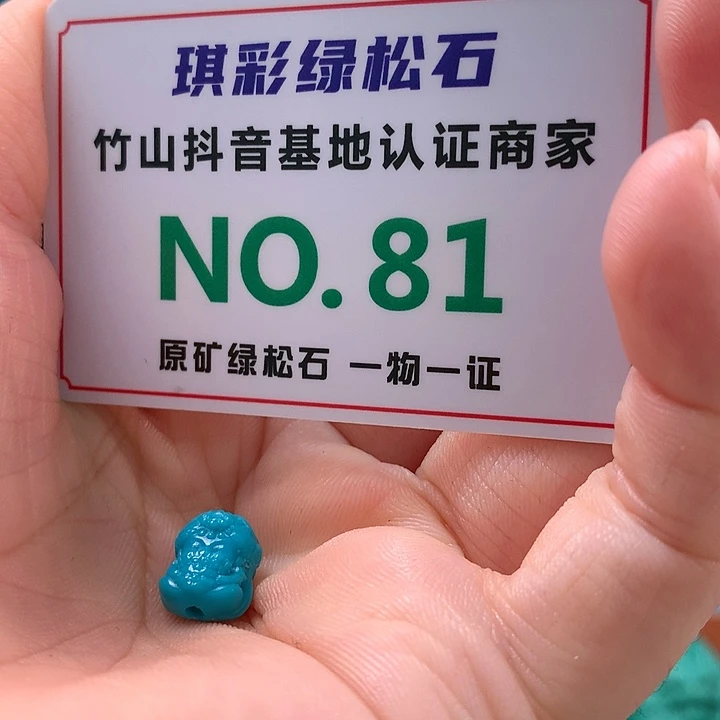 琪彩绿松石
竹山抖音基地认证商家
NO.81
原矿绿松石 一物一证